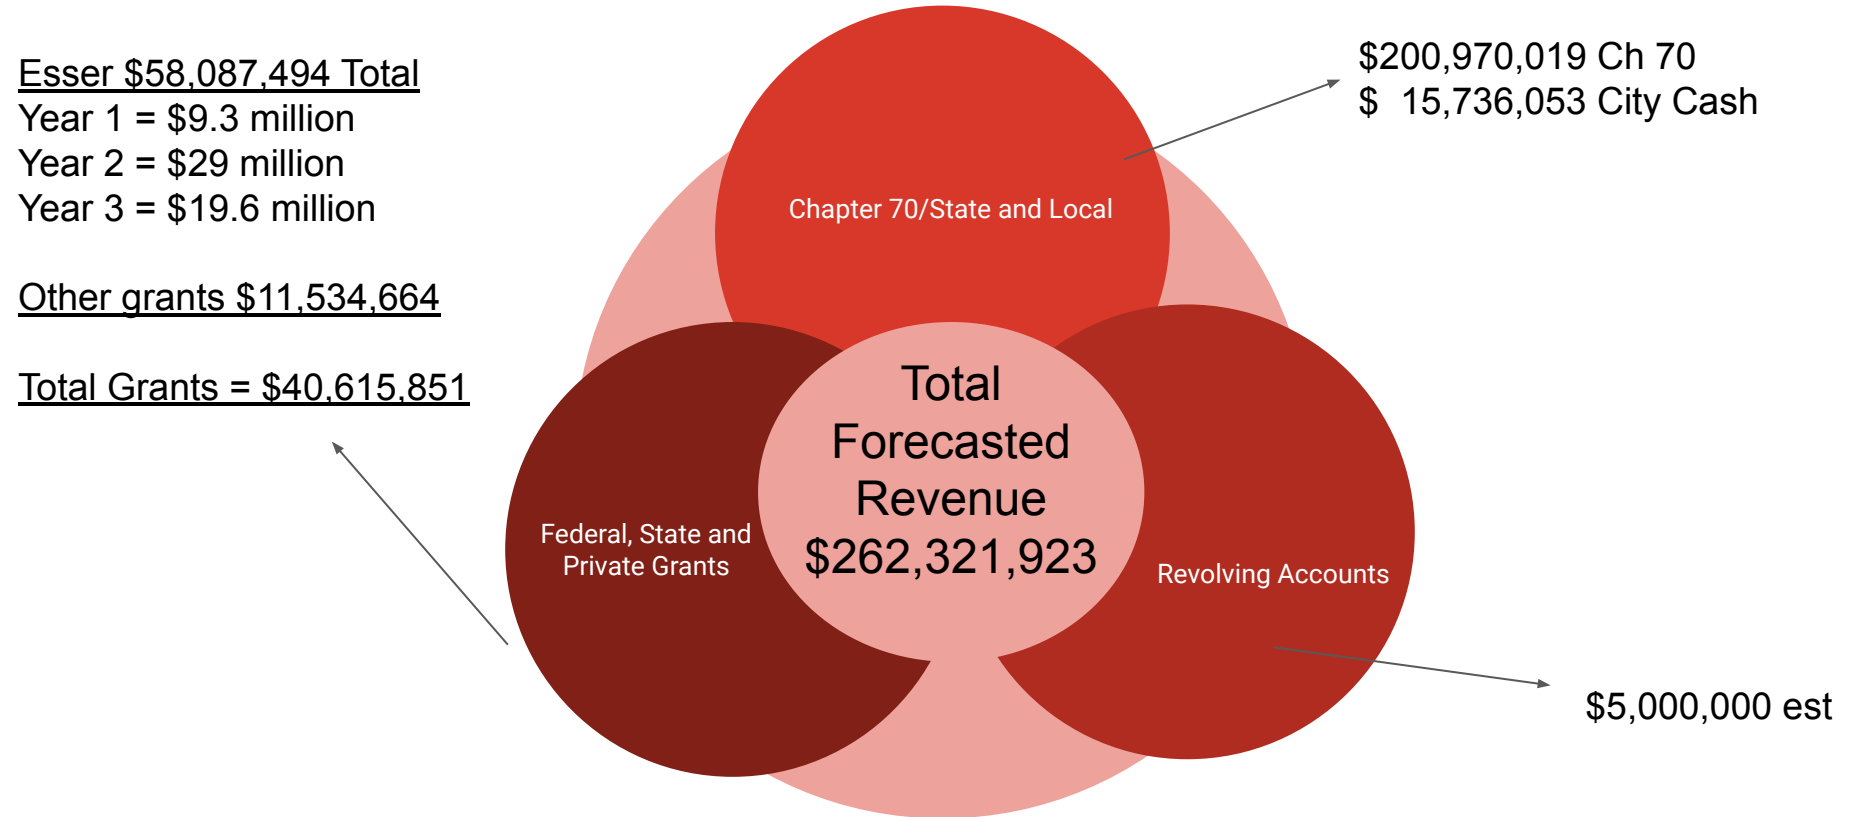 Esser $58,087,494 Total
Year 1 = $9.3 million
Year 2 = $29 million
Year 3 = $19.6 million
Other grants $11,534,664
Total Grants = $40,615,851
$200,970,019 Ch 70
$ 15,736,053 City Cash
Chapter 70/State and Local
Total
Forecasted
Revenue
$262,321,923
Federal, State and
Private Grants
Revolving Accounts
$5,000,000 est